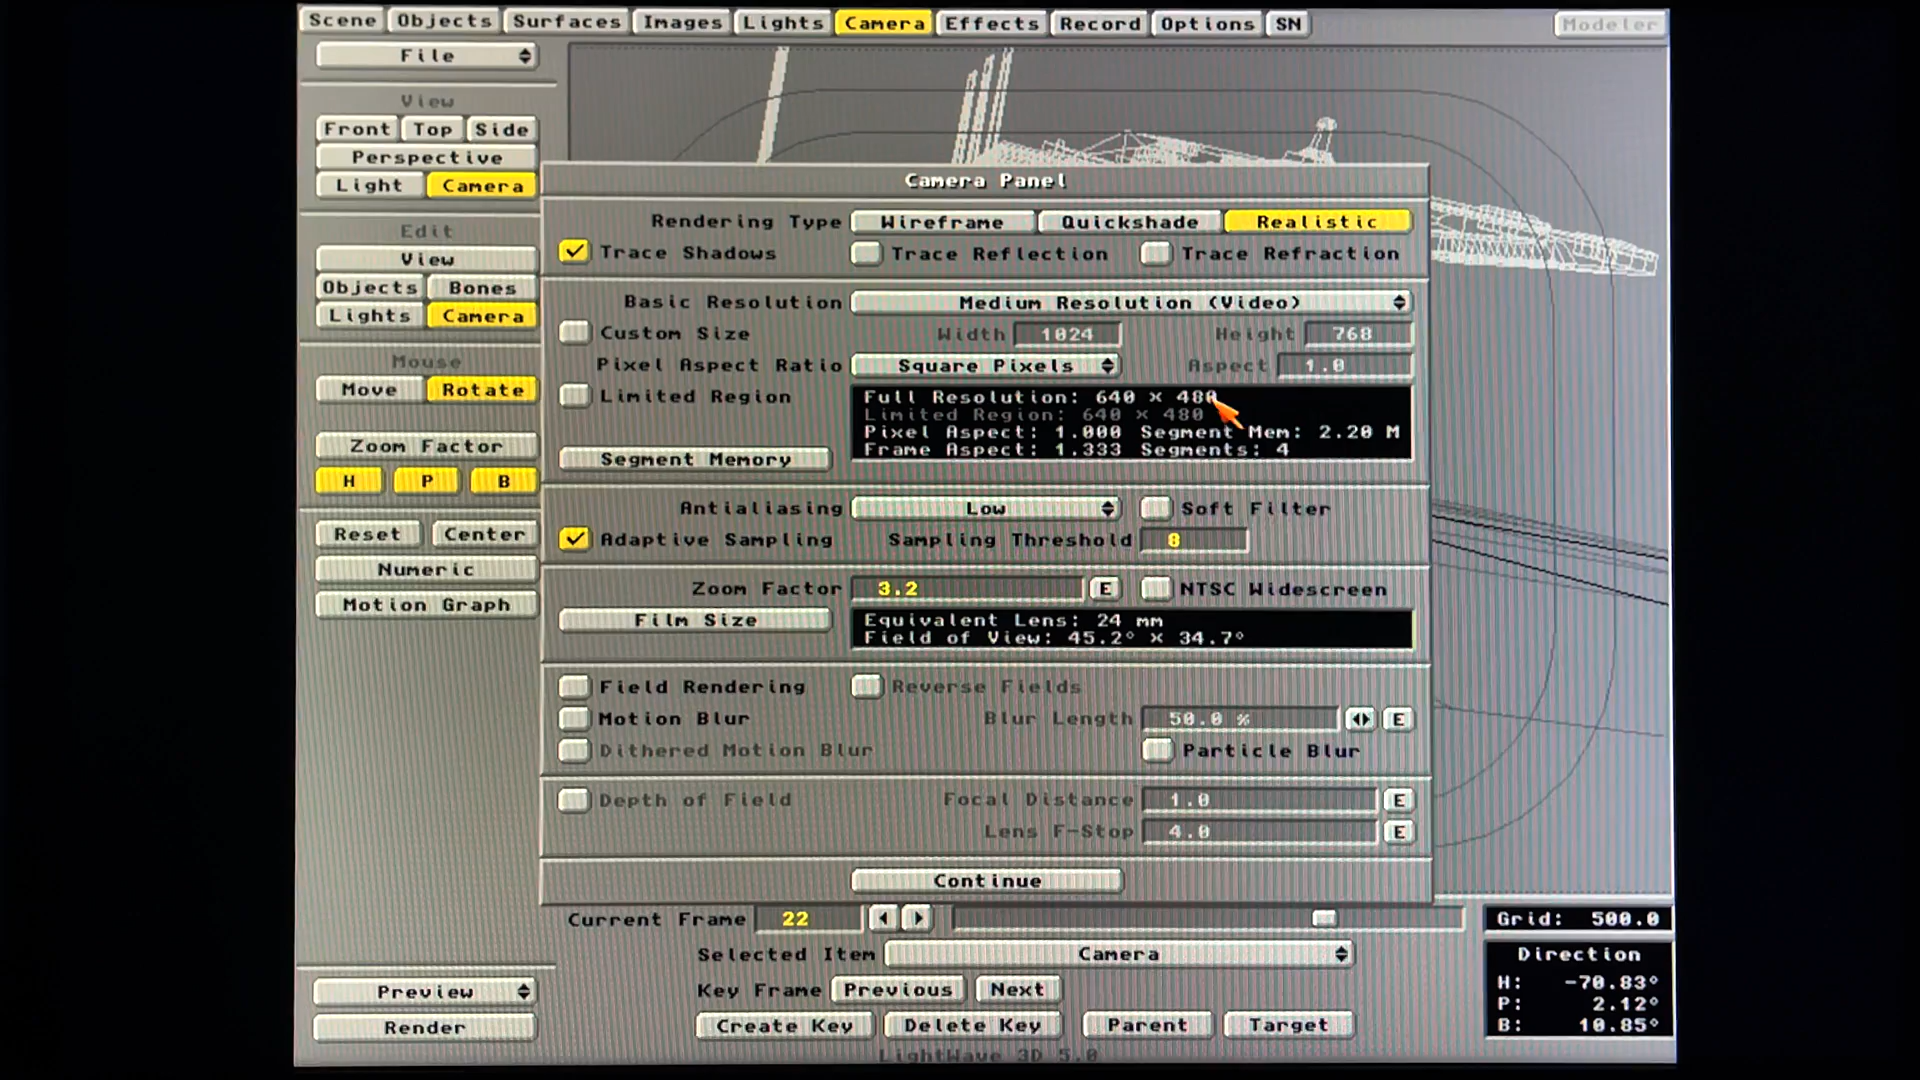 Scene Objects Surfaces Images Lights Camera Effects Record Options SN Modeler
File
View
Front Top Side
Perspective
Light Camera
Edit
View
Objects Bones
Lights Camera
Mouse
Move Rotate
Zoom Factor
H P B
Reset Center
Numeric
Motion Graph
Preview
Render
Camera Panel
Rendering Type Wireframe Quickshade Realistic
Trace Shadows Trace Reflection Trace Refraction
Basic Resolution Medium Resolution (Video)
Custom Size Width 1024 Height 768
Pixel Aspect Ratio Square Pixels Aspect 1.0
Limited Region
Full Resolution: 640 × 480
Limited Region: 640 × 480
Pixel Aspect: 1.000 Segment Mem: 2.20 M
Frame Aspect: 1.333 Segments: 4
Segment Memory
Antialiasing Low Soft Filter
Adaptive Sampling Sampling Threshold 8
Zoom Factor 3.2 E NTSC Widescreen
Film Size
Equivalent Lens: 24 mm
Field of View: 45.2° × 34.7°
Field Rendering Reverse Fields
Motion Blur Blur Length 50.0 % E
Dithered Motion Blur Particle Blur
Depth of Field Focal Distance 1.0 E
Lens F-Stop 4.0 E
Continue
Current Frame 22
Selected Item Camera
Key Frame Previous Next
Create Key Delete Key Parent Target
LightWave 3D 5.0
Grid: 500.0
Direction
H: -70.83°
P: 2.12°
B: 10.85°